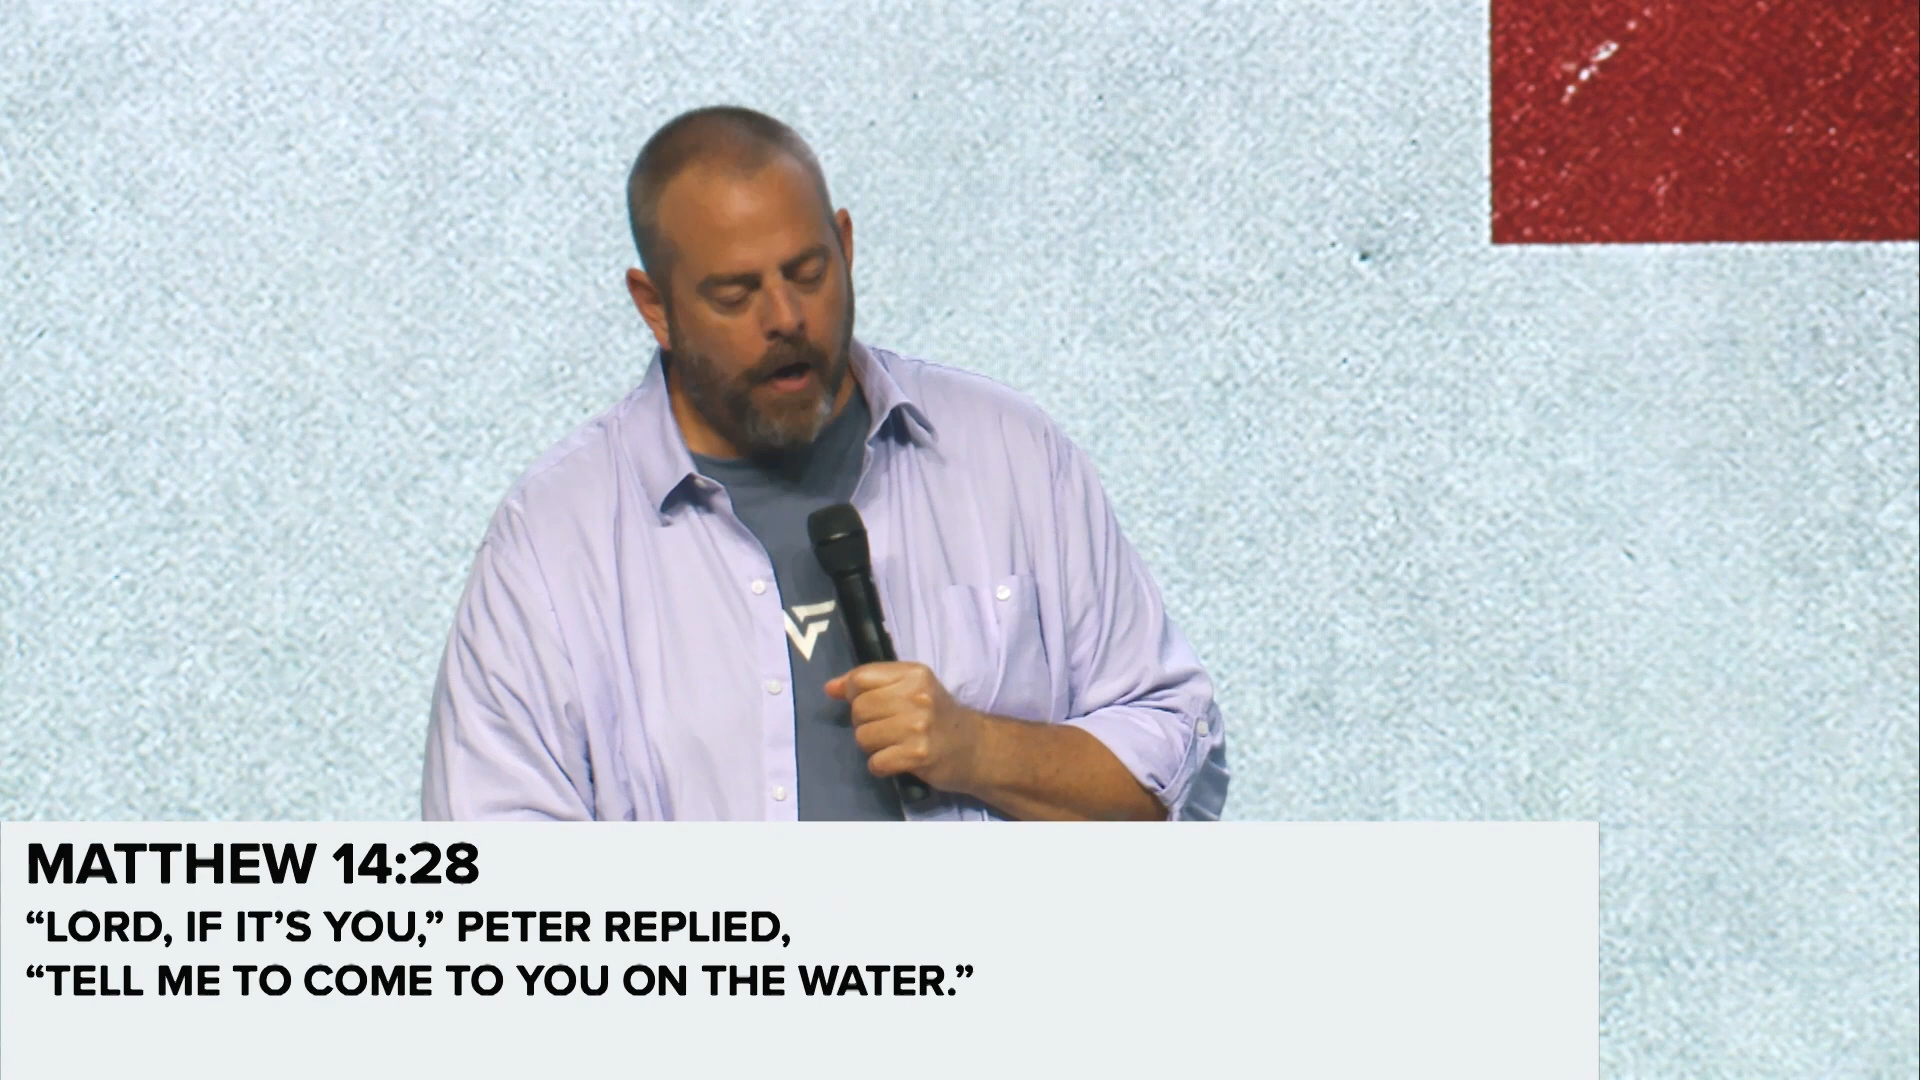 MATTHEW 14:28
“LORD, IF IT’S YOU,” PETER REPLIED,
“TELL ME TO COME TO YOU ON THE WATER.”